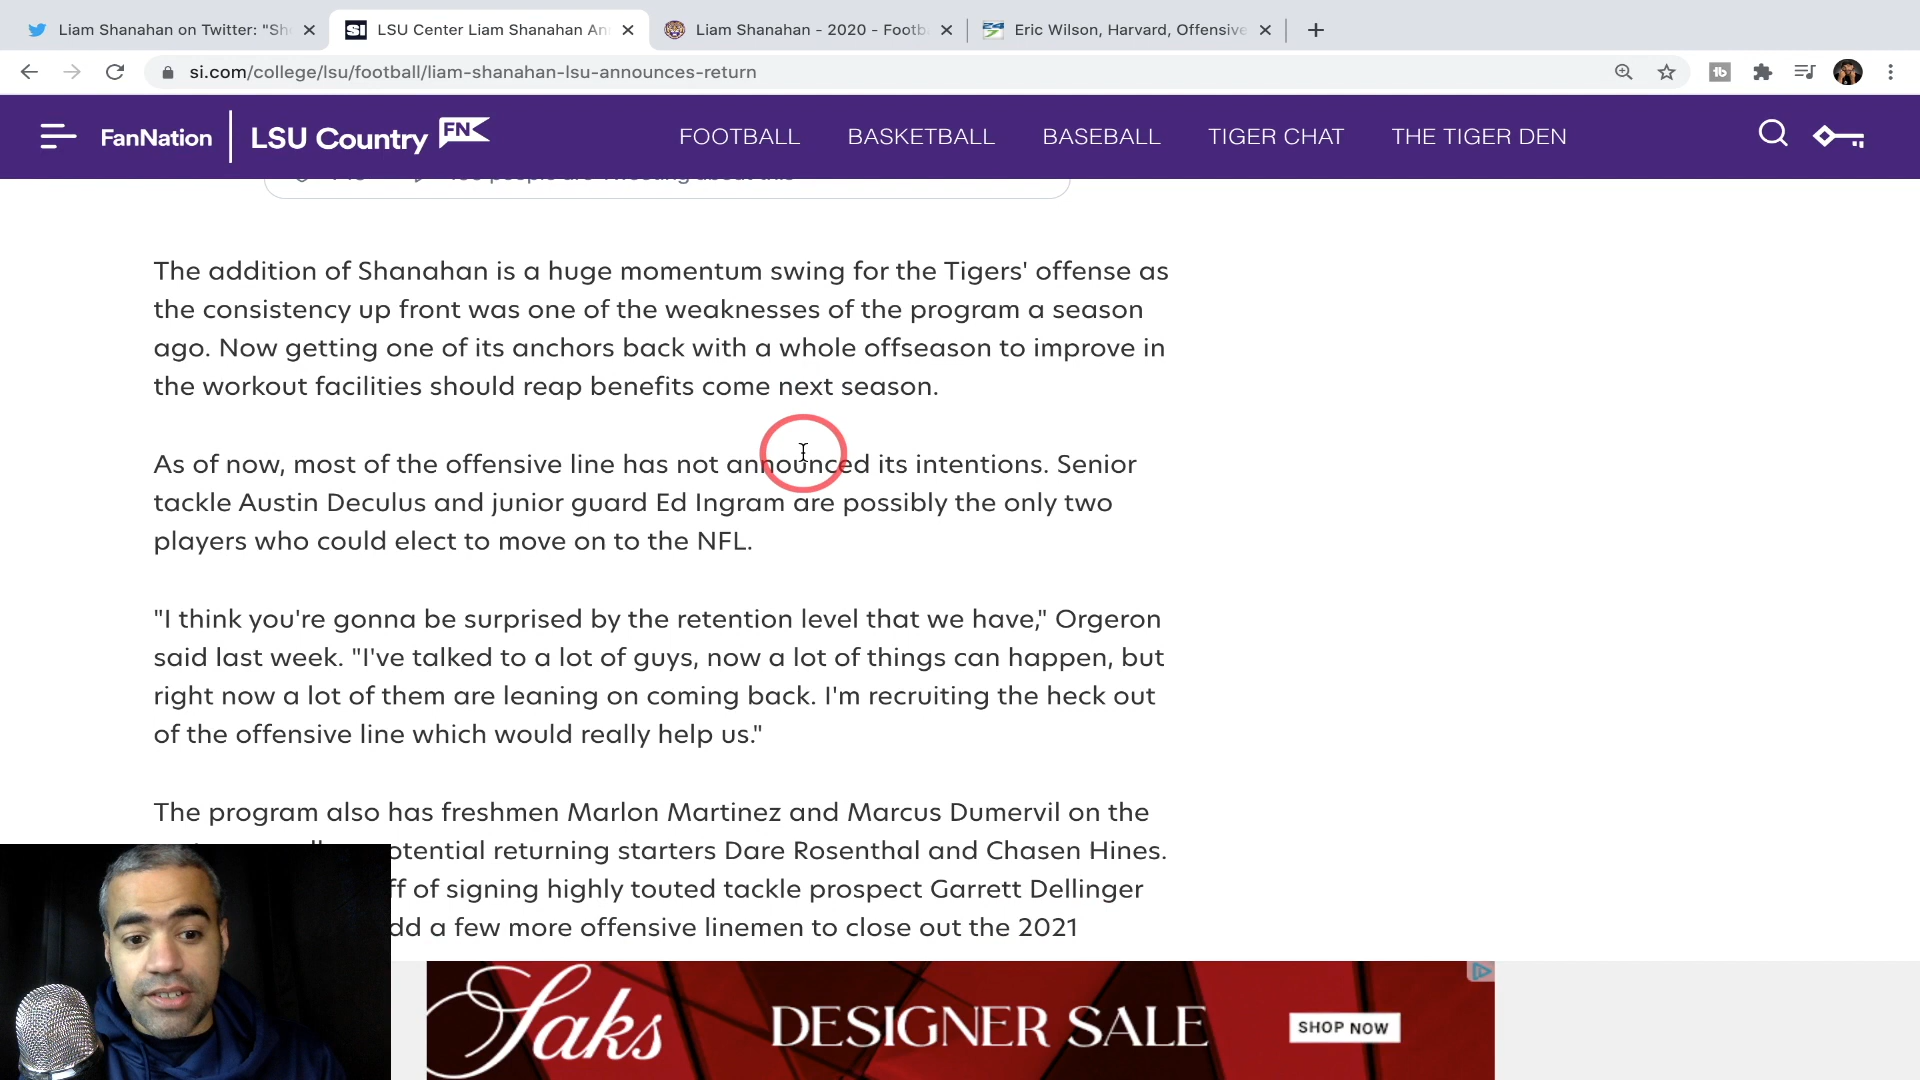 Liam Shanahan on Twitter: "Sh
LSU Center Liam Shanahan An
Liam Shanahan - 2020 - Footb
Eric Wilson, Harvard, Offensive
si.com/college/lsu/football/liam-shanahan-lsu-announces-return
FanNation LSU Country FN
FOOTBALL BASKETBALL BASEBALL TIGER CHAT THE TIGER DEN
people are Tweeting about this
The addition of Shanahan is a huge momentum swing for the Tigers' offense as
the consistency up front was one of the weaknesses of the program a season
ago. Now getting one of its anchors back with a whole offseason to improve in
the workout facilities should reap benefits come next season.
As of now, most of the offensive line has not announced its intentions. Senior
tackle Austin Deculus and junior guard Ed Ingram are possibly the only two
players who could elect to move on to the NFL.
"I think you're gonna be surprised by the retention level that we have," Orgeron
said last week. "I've talked to a lot of guys, now a lot of things can happen, but
right now a lot of them are leaning on coming back. I'm recruiting the heck out
of the offensive line which would really help us."
The program also has freshmen Marlon Martinez and Marcus Dumervil on the
otential returning starters Dare Rosenthal and Chasen Hines.
ff of signing highly touted tackle prospect Garrett Dellinger
dd a few more offensive linemen to close out the 2021
Saks
DESIGNER SALE
SHOP NOW